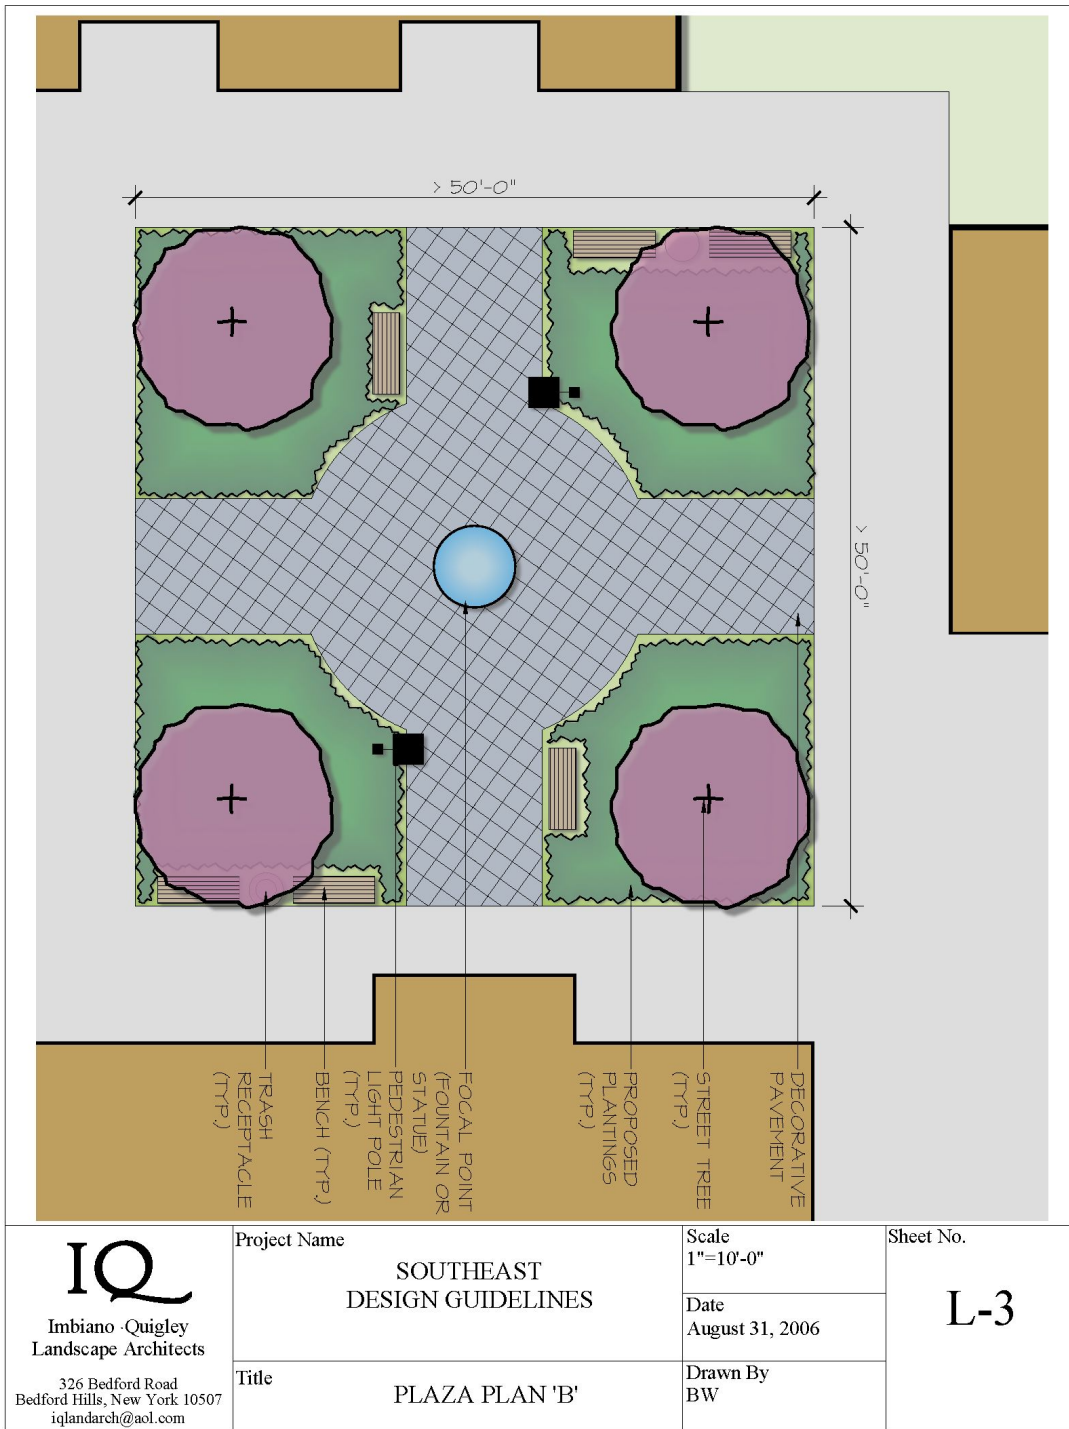 > 50'-0"
> 50'-0"
DECORATIVE
PAVEMENT
STREET TREE
(TYP.)
PROPOSED
PLANTINGS
(TYP.)
FOCAL POINT
(FOUNTAIN OR
STATUE)
PEDESTRIAN
LIGHT POLE
(TYP.)
BENCH (TYP.)
TRASH
RECEPTACLE
(TYP.)
IQ
Imbiano · Quigley
Landscape Architects
326 Bedford Road
Bedford Hills, New York 10507
iqlandarch@aol.com
Project Name
SOUTHEAST
DESIGN GUIDELINES
Title
PLAZA PLAN 'B'
Scale
1"=10'-0"
Date
August 31, 2006
Drawn By
BW
Sheet No.
L-3